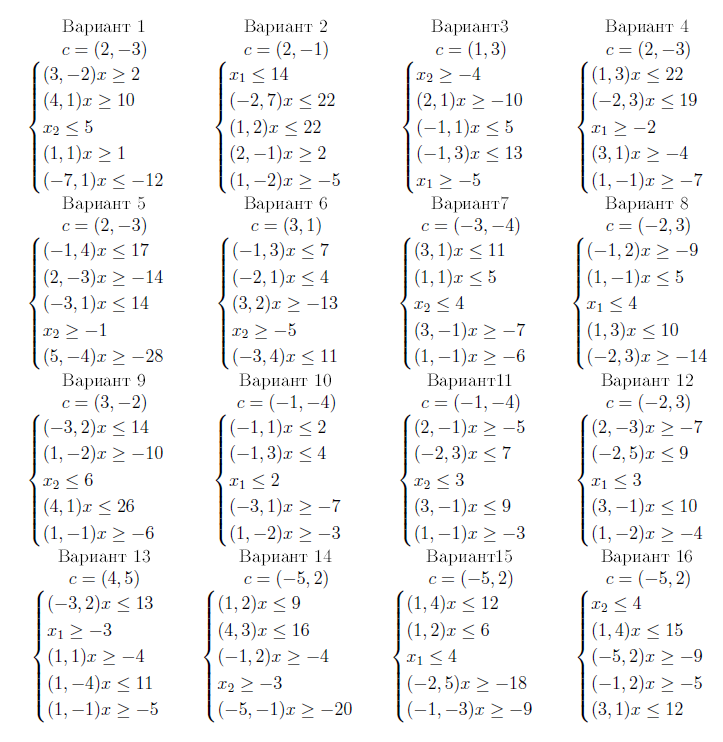 Вариант 1
c = (2, −3)
(3, −2)x ≥ 2
(4, 1)x ≥ 10
x₂ ≤ 5
(1, 1)x ≥ 1
(−7, 1)x ≤ −12
Вариант 2
c = (2, −1)
x₁ ≤ 14
(−2, 7)x ≤ 22
(1, 2)x ≤ 22
(2, −1)x ≥ 2
(1, −2)x ≥ −5
Вариант3
c = (1, 3)
x₂ ≥ −4
(2, 1)x ≥ −10
(−1, 1)x ≤ 5
(−1, 3)x ≤ 13
x₁ ≥ −5
Вариант 4
c = (2, −3)
(1, 3)x ≤ 22
(−2, 3)x ≤ 19
x₁ ≥ −2
(3, 1)x ≥ −4
(1, −1)x ≥ −7
Вариант 5
c = (2, −3)
(−1, 4)x ≤ 17
(2, −3)x ≥ −14
(−3, 1)x ≤ 14
x₂ ≥ −1
(5, −4)x ≥ −28
Вариант 6
c = (3, 1)
(−1, 3)x ≤ 7
(−2, 1)x ≤ 4
(3, 2)x ≥ −13
x₂ ≥ −5
(−3, 4)x ≤ 11
Вариант7
c = (−3, −4)
(3, 1)x ≤ 11
(1, 1)x ≤ 5
x₂ ≤ 4
(3, −1)x ≥ −7
(1, −1)x ≥ −6
Вариант 8
c = (−2, 3)
(−1, 2)x ≥ −9
(1, −1)x ≤ 5
x₁ ≤ 4
(1, 3)x ≤ 10
(−2, 3)x ≥ −14
Вариант 9
c = (3, −2)
(−3, 2)x ≤ 14
(1, −2)x ≥ −10
x₂ ≤ 6
(4, 1)x ≤ 26
(1, −1)x ≥ −6
Вариант 10
c = (−1, −4)
(−1, 1)x ≤ 2
(−1, 3)x ≤ 4
x₁ ≤ 2
(−3, 1)x ≥ −7
(1, −2)x ≥ −3
Вариант11
c = (−1, −4)
(2, −1)x ≥ −5
(−2, 3)x ≤ 7
x₂ ≤ 3
(3, −1)x ≤ 9
(1, −1)x ≥ −3
Вариант 12
c = (−2, 3)
(2, −3)x ≥ −7
(−2, 5)x ≤ 9
x₁ ≤ 3
(3, −1)x ≤ 10
(1, −2)x ≥ −4
Вариант 13
c = (4, 5)
(−3, 2)x ≤ 13
x₁ ≥ −3
(1, 1)x ≥ −4
(1, −4)x ≤ 11
(1, −1)x ≥ −5
Вариант 14
c = (−5, 2)
(1, 2)x ≤ 9
(4, 3)x ≤ 16
(−1, 2)x ≥ −4
x₂ ≥ −3
(−5, −1)x ≥ −20
Вариант15
c = (−5, 2)
(1, 4)x ≤ 12
(1, 2)x ≤ 6
x₁ ≤ 4
(−2, 5)x ≥ −18
(−1, −3)x ≥ −9
Вариант 16
c = (−5, 2)
x₂ ≤ 4
(1, 4)x ≤ 15
(−5, 2)x ≥ −9
(−1, 2)x ≥ −5
(3, 1)x ≤ 12